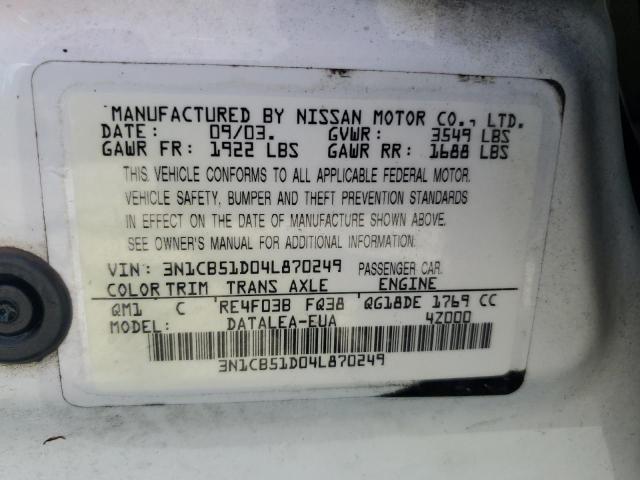 MANUFACTURED BY NISSAN MOTOR CO., LTD.
DATE: 09/03. GVWR: 3549 LBS
GAWR FR: 1922 LBS GAWR RR: 1688 LBS
THIS VEHICLE CONFORMS TO ALL APPLICABLE FEDERAL MOTOR.
VEHICLE SAFETY, BUMPER AND THEFT PREVENTION STANDARDS
IN EFFECT ON THE DATE OF MANUFACTURE SHOWN ABOVE.
SEE OWNER'S MANUAL FOR ADDITIONAL INFORMATION.
VIN: 3N1CB51D04L870249 PASSENGER CAR.
COLOR TRIM TRANS AXLE ENGINE
QM1 C RE4F03B FQ38 QG18DE 1769 CC
MODEL: DATALEA-EUA 4Z000
3N1CB51D04L870249